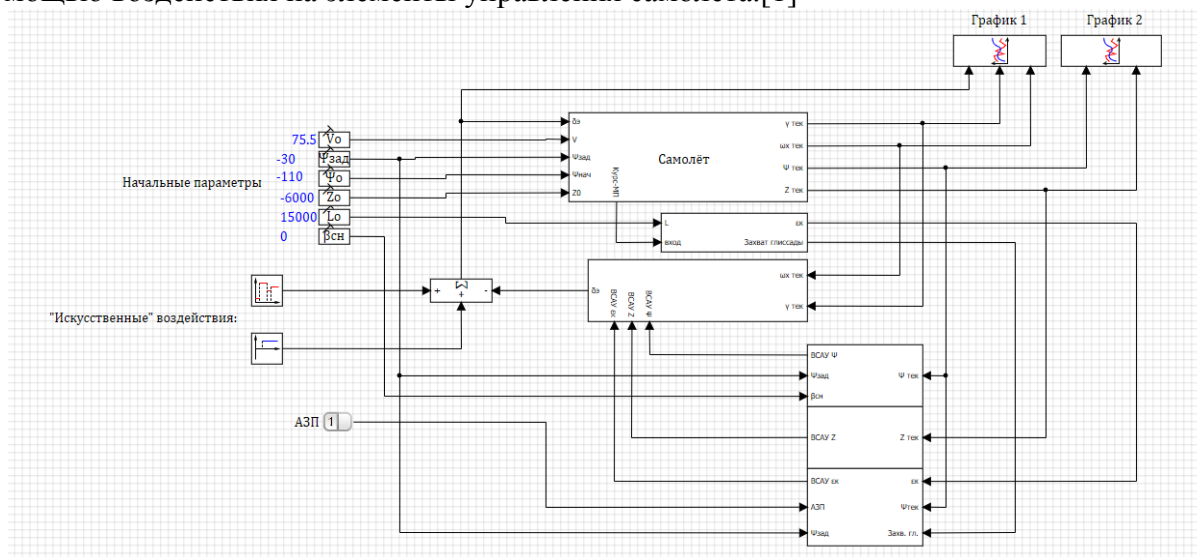 мощью воздействия на элементы управления самолета.[1]
График 1
График 2
75.5 Vo
-30 Ψзад
-110 Ψo
-6000 Zo
15000 Lo
0 βсн
Начальные параметры
δэ
V
Ψзад
Ψнач
Z0
Курс-МП
Самолёт
γ тек
ωx тек
Ψ тек
Z тек
L
вход
εк
Захват глиссады
δэ
ВСАУ εк
ВСАУ Z
ВСАУ Ψ
ωx тек
γ тек
+
+
-
"Искусственные" воздействия:
ВСАУ Ψ
Ψзад
Ψ тек
βсн
ВСАУ Z
Z тек
АЗП 1
ВСАУ εк
εк
АЗП
Ψтек
Ψзад
Захв. гл.